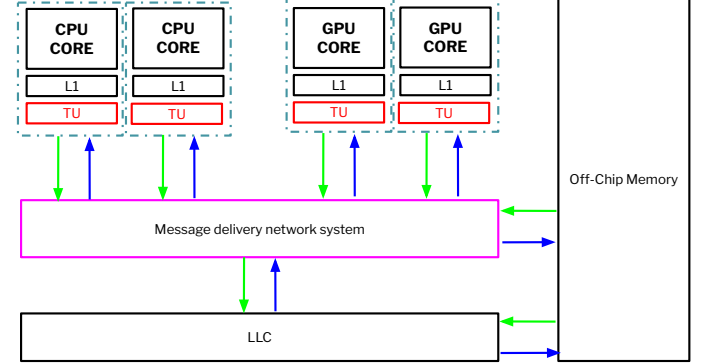 CPU
CORE
CPU
CORE
GPU
CORE
GPU
CORE
L1
L1
L1
L1
TU
TU
TU
TU
Off-Chip Memory
Message delivery network system
LLC